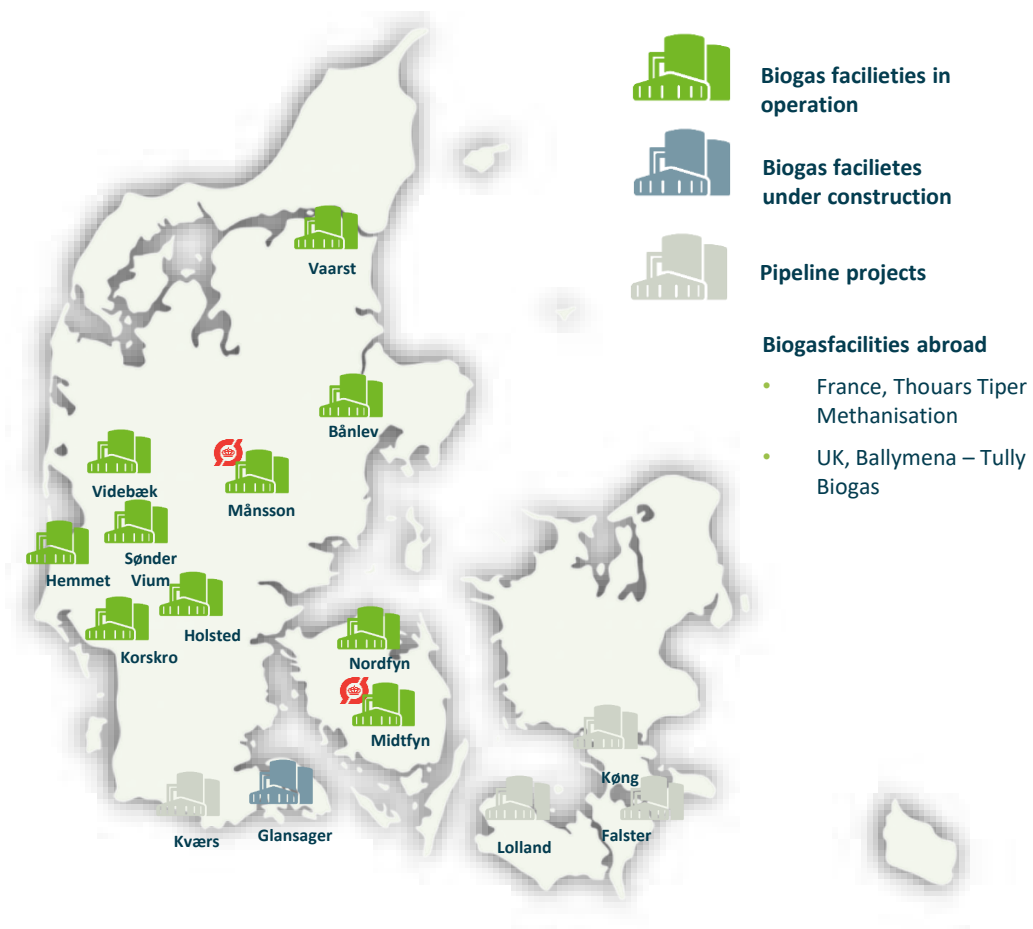 Biogas facilieties in
operation
Biogas facilietes
under construction
Pipeline projects
Biogasfacilities abroad
• France, Thouars Tiper
Methanisation
• UK, Ballymena – Tully
Biogas
Vaarst
Bånlev
Videbæk
Månsson
Sønder
Vium
Hemmet
Holsted
Korskro
Nordfyn
Midtfyn
Køng
Kværs
Glansager
Lolland
Falster